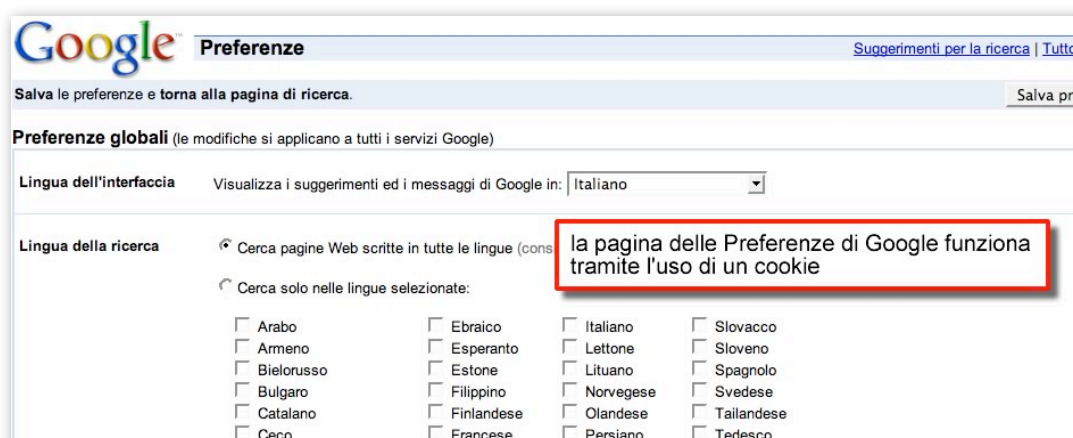 Google™ Preferenze
Suggerimenti per la ricerca | Tutto
Salva le preferenze e torna alla pagina di ricerca.
Salva pr
Preferenze globali (le modifiche si applicano a tutti i servizi Google)
Lingua dell'interfaccia
Visualizza i suggerimenti ed i messaggi di Google in: Italiano
Lingua della ricerca
Cerca pagine Web scritte in tutte le lingue (cons
la pagina delle Preferenze di Google funziona
tramite l'uso di un cookie
Cerca solo nelle lingue selezionate:
Arabo Ebraico Italiano Slovacco
Armeno Esperanto Lettone Sloveno
Bielorusso Estone Lituano Spagnolo
Bulgaro Filippino Norvegese Svedese
Catalano Finlandese Olandese Tailandese
Ceco Francese Persiano Tedesco